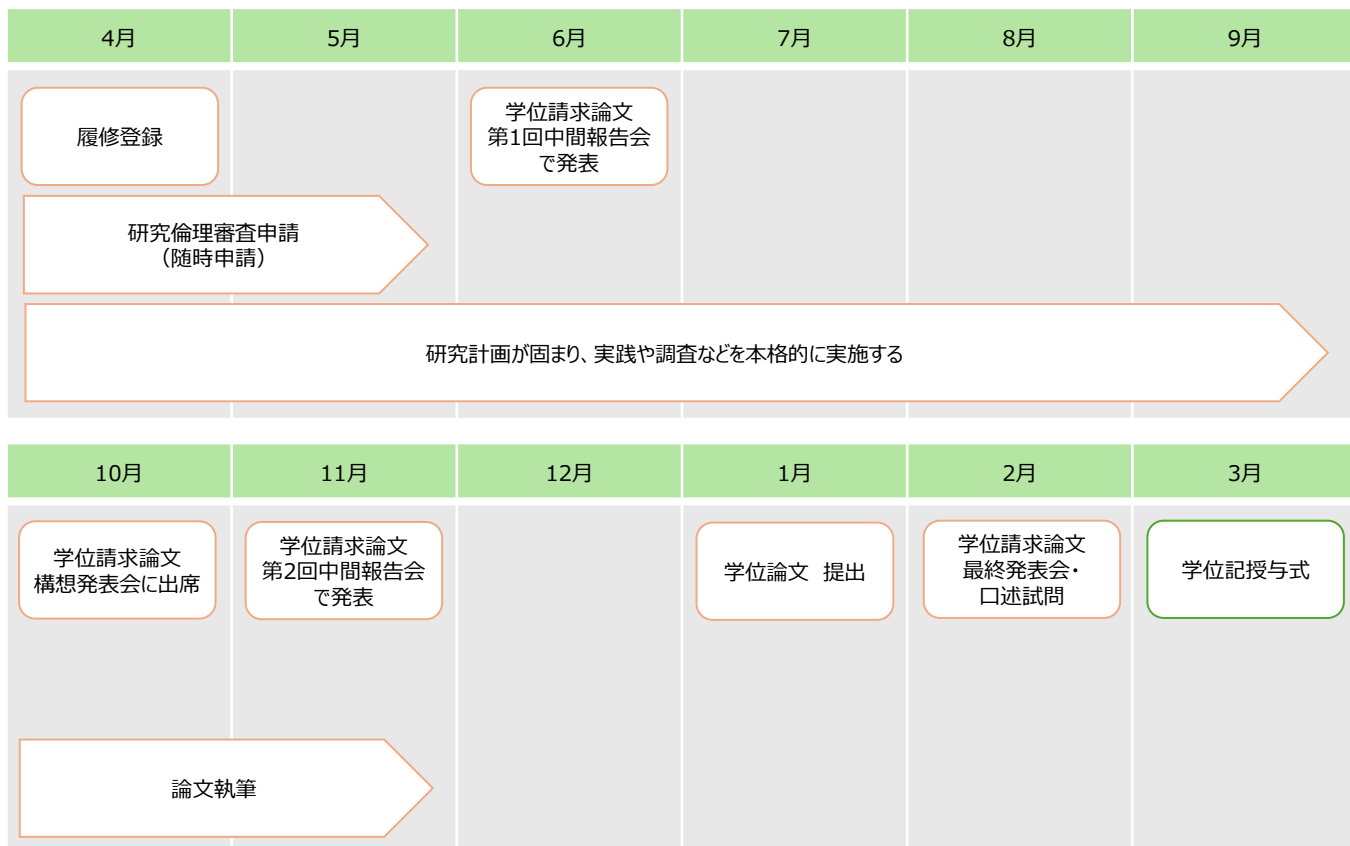 4月
5月
6月
7月
8月
9月
履修登録
学位請求論文
第1回中間報告会
で発表
研究倫理審査申請
（随時申請）
研究計画が固まり、実践や調査などを本格的に実施する
10月
11月
12月
1月
2月
3月
学位請求論文
構想発表会に出席
学位請求論文
第2回中間報告会
で発表
学位論文 提出
学位請求論文
最終発表会・
口述試問
学位記授与式
論文執筆